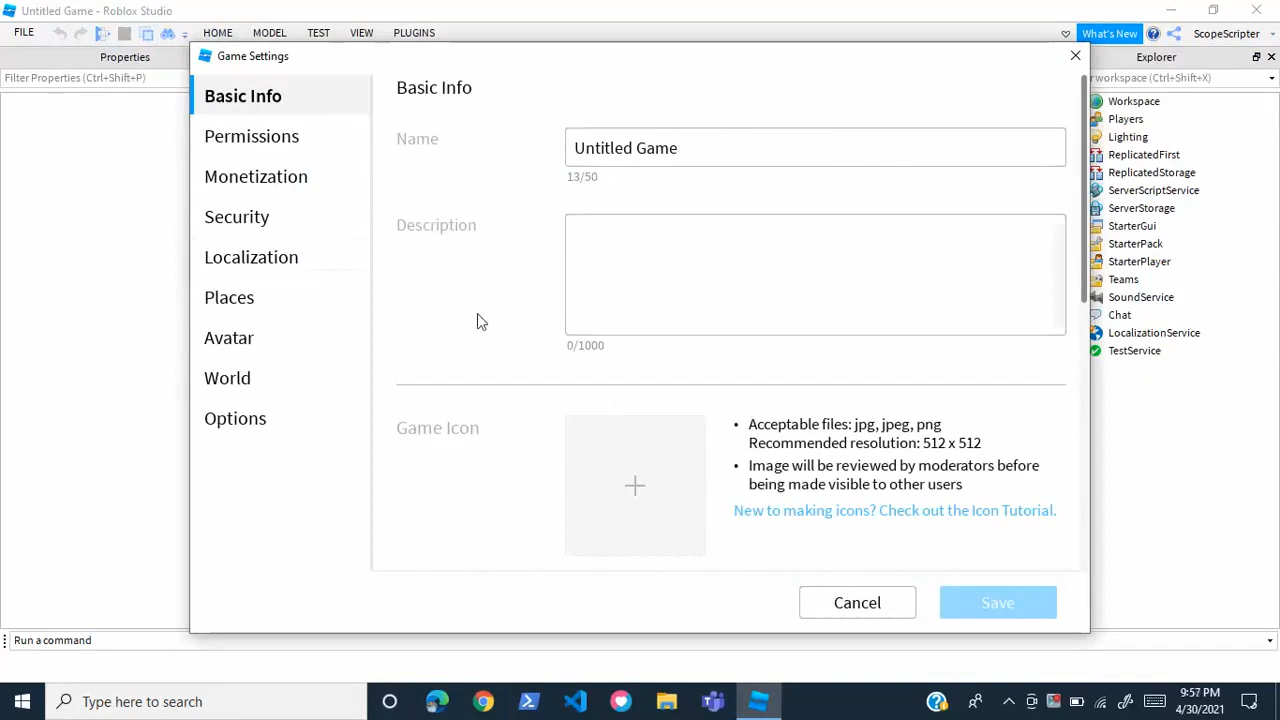 Untitled Game - Roblox Studio
FILE
HOME
MODEL
TEST
VIEW
PLUGINS
What's New
ScopeScripter
Properties
Filter Properties (Ctrl+Shift+P)
Game Settings
Basic Info
Permissions
Monetization
Security
Localization
Places
Avatar
World
Options
Basic Info
Name
Untitled Game
13/50
Description
0/1000
Game Icon
• Acceptable files: jpg, jpeg, png
Recommended resolution: 512 x 512
• Image will be reviewed by moderators before
being made visible to other users
New to making icons? Check out the Icon Tutorial.
Cancel
Save
Explorer
workspace (Ctrl+Shift+X)
Workspace
Players
Lighting
ReplicatedFirst
ReplicatedStorage
ServerScriptService
ServerStorage
StarterGui
StarterPack
StarterPlayer
Teams
SoundService
Chat
LocalizationService
TestService
Run a command
Type here to search
9:57 PM
4/30/2021